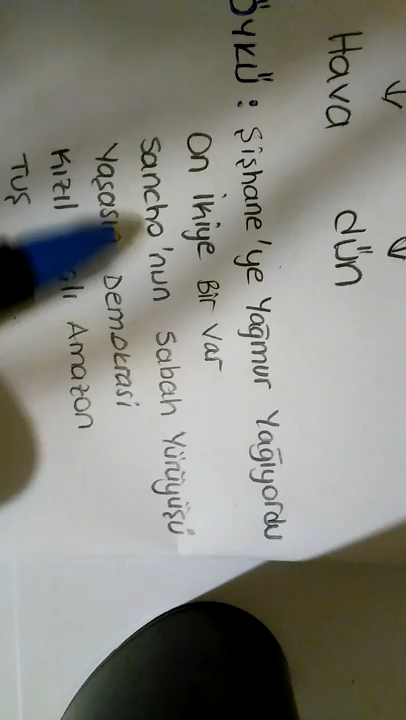 Hava dün
ÖYKÜ: Şişhane'ye Yağmur Yağıyordu
On İkiye Bir var
Sancho'nun Sabah Yürüyüşü
Yaşasın Demokrasi
Kızıl Amazon
Tuş